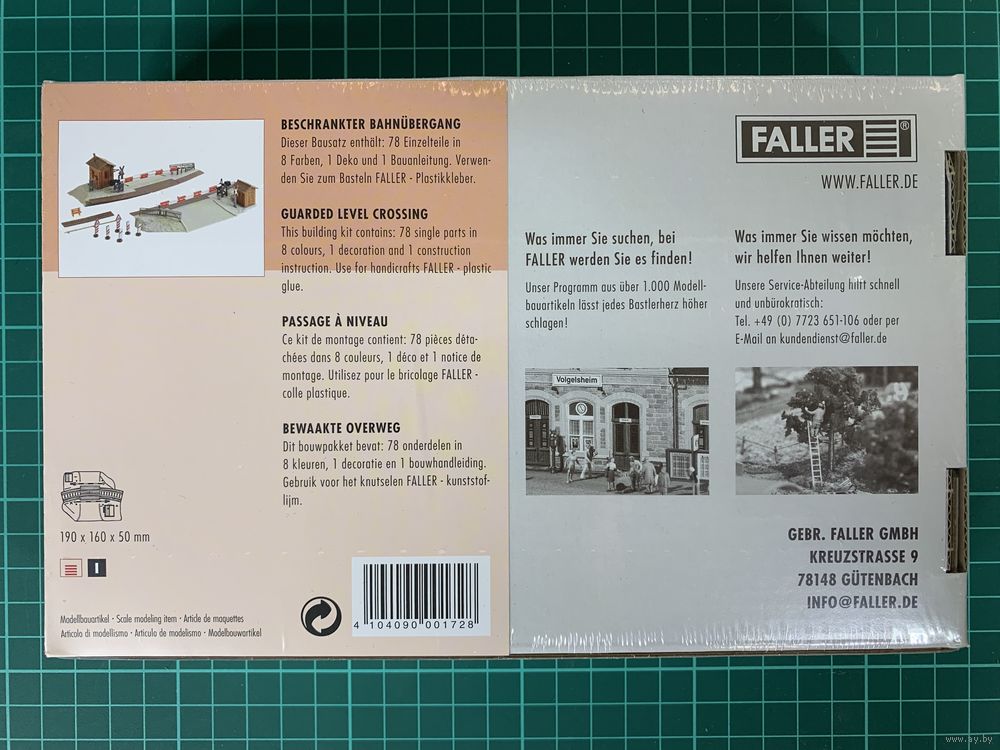 BESCHRANKTER BAHNÜBERGANG
Dieser Bausatz enthält: 78 Einzelteile in
8 Farben, 1 Deko und 1 Bauanleitung. Verwen-
den Sie zum Basteln FALLER - Plastikkleber.
GUARDED LEVEL CROSSING
This building kit contains: 78 single parts in
8 colours, 1 decoration and 1 construction
instruction. Use for handicrafts FALLER - plastic
glue.
PASSAGE À NIVEAU
Ce kit de montage contient: 78 pièces déta-
chées dans 8 couleurs, 1 déco et 1 notice de
montage. Utilisez pour le bricolage FALLER -
colle plastique.
BEWAAKTE OVERWEG
Dit bouwpakket bevat: 78 onderdelen in
8 kleuren, 1 decoratie en 1 bouwhandleiding.
Gebruik voor het knutselen FALLER - kunststof-
lijm.
190 x 160 x 50 mm
I
Modellbauartikel · Scale modeling item · Article de maquettes
Articolo di modellismo · Artículo de modelismo · Modelbouwartikel
4 104090 001728
FALLER ®
WWW.FALLER.DE
Was immer Sie suchen, bei
FALLER werden Sie es finden!
Unser Programm aus über 1.000 Modell-
bauartikeln lässt jedes Bastlerherz höher
schlagen!
Volgelsheim
Was immer Sie wissen möchten,
wir helfen Ihnen weiter!
Unsere Service-Abteilung hilft schnell
und unbürokratisch:
Tel. +49 (0) 7723 651-106 oder per
E-Mail an kundendienst@faller.de
GEBR. FALLER GMBH
KREUZSTRASSE 9
78148 GÜTENBACH
INFO@FALLER.DE
www.ay.by